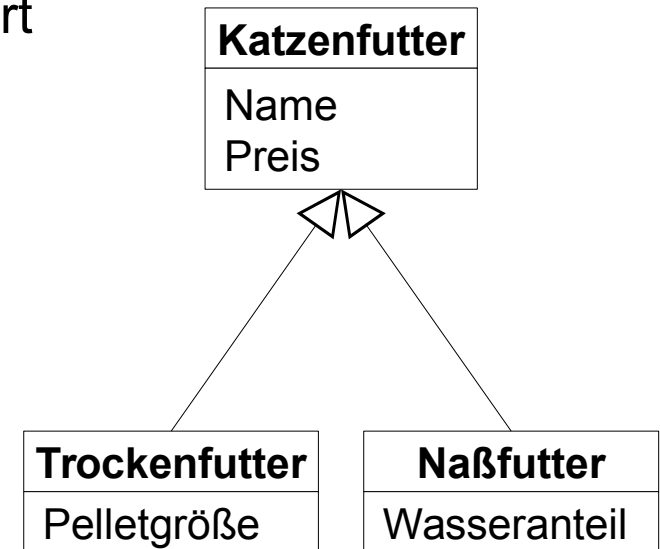 rt
Katzenfutter
Name
Preis
Trockenfutter
Pelletgröße
Naßfutter
Wasseranteil